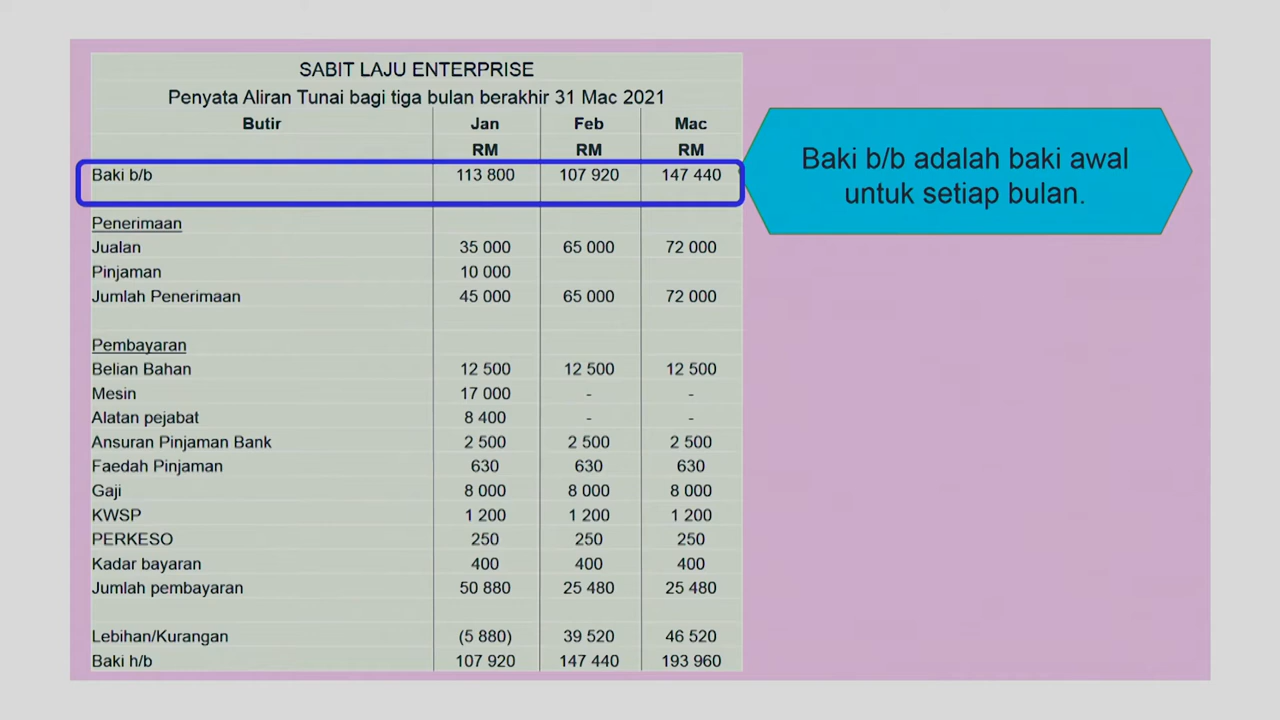 SABIT LAJU ENTERPRISE
Penyata Aliran Tunai bagi tiga bulan berakhir 31 Mac 2021
Butir Jan Feb Mac
RM RM RM
Baki b/b 113 800 107 920 147 440
Penerimaan
Jualan 35 000 65 000 72 000
Pinjaman 10 000
Jumlah Penerimaan 45 000 65 000 72 000
Pembayaran
Belian Bahan 12 500 12 500 12 500
Mesin 17 000 - -
Alatan pejabat 8 400 - -
Ansuran Pinjaman Bank 2 500 2 500 2 500
Faedah Pinjaman 630 630 630
Gaji 8 000 8 000 8 000
KWSP 1 200 1 200 1 200
PERKESO 250 250 250
Kadar bayaran 400 400 400
Jumlah pembayaran 50 880 25 480 25 480
Lebihan/Kurangan (5 880) 39 520 46 520
Baki h/b 107 920 147 440 193 960
Baki b/b adalah baki awal
untuk setiap bulan.